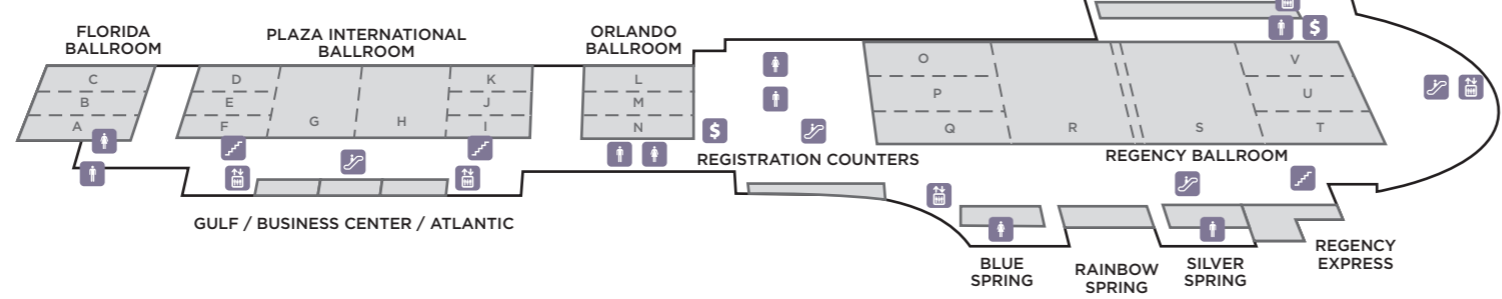 FLORIDA
BALLROOM
PLAZA INTERNATIONAL
BALLROOM
ORLANDO
BALLROOM
C
B
A
D
E
F
G
H
K
J
I
L
M
N
$
$
O
P
Q
R
S
V
U
T
REGISTRATION COUNTERS
REGENCY BALLROOM
GULF / BUSINESS CENTER / ATLANTIC
BLUE
SPRING
RAINBOW
SPRING
SILVER
SPRING
REGENCY
EXPRESS